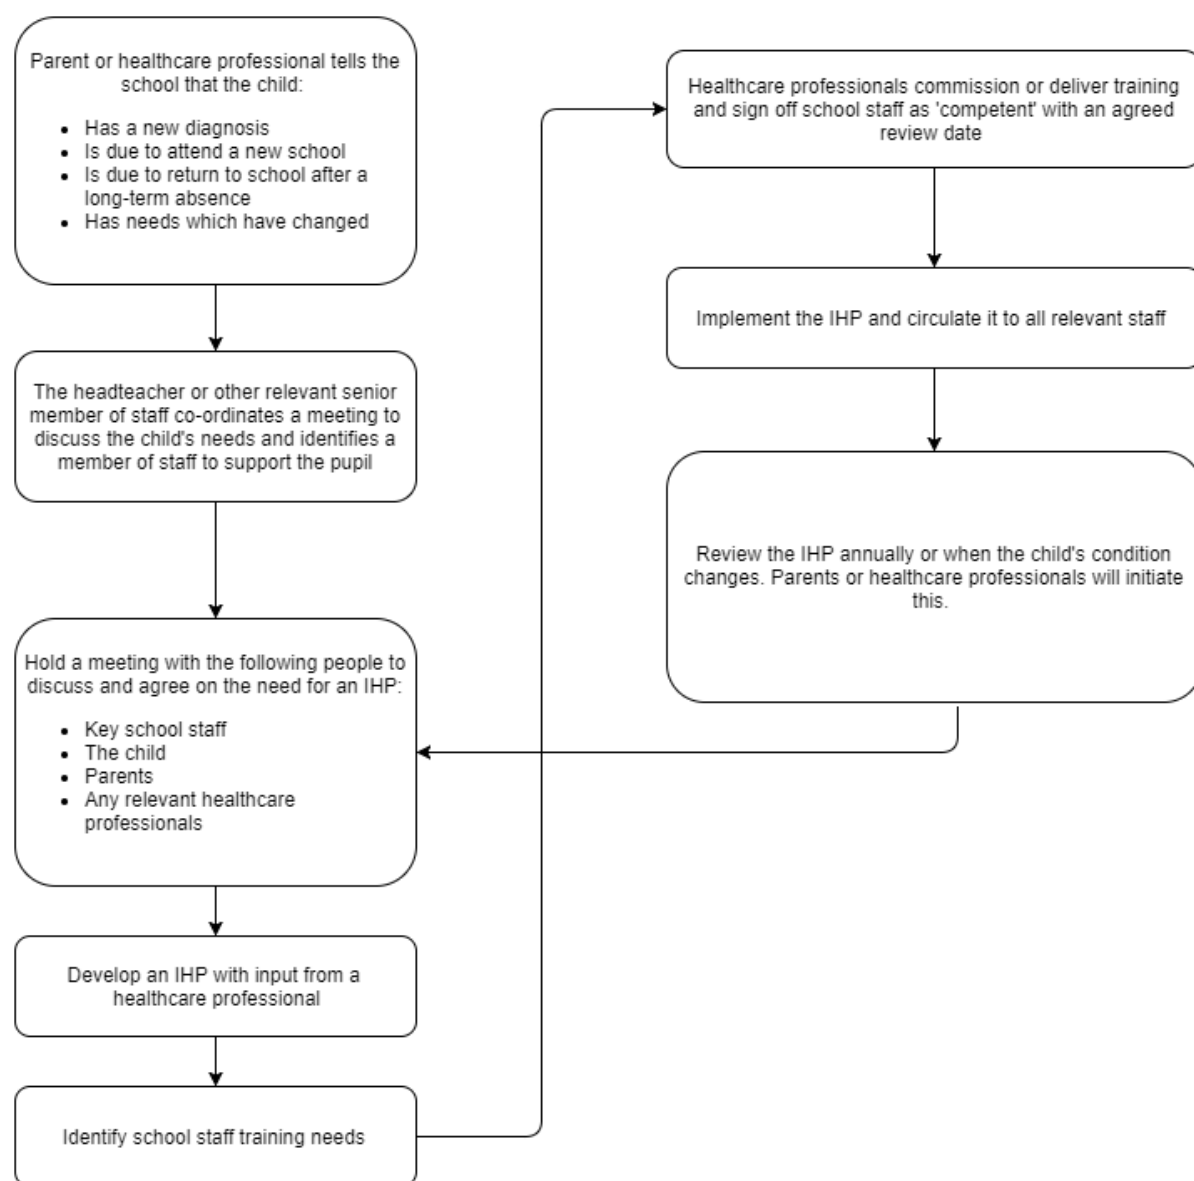 Parent or healthcare professional tells the
school that the child:
• Has a new diagnosis
• Is due to attend a new school
• Is due to return to school after a
long-term absence
• Has needs which have changed
The headteacher or other relevant senior
member of staff co-ordinates a meeting to
discuss the child's needs and identifies a
member of staff to support the pupil
Hold a meeting with the following people to
discuss and agree on the need for an IHP:
• Key school staff
• The child
• Parents
• Any relevant healthcare
professionals
Develop an IHP with input from a
healthcare professional
Identify school staff training needs
Healthcare professionals commission or deliver training
and sign off school staff as 'competent' with an agreed
review date
Implement the IHP and circulate it to all relevant staff
Review the IHP annually or when the child's condition
changes. Parents or healthcare professionals will initiate
this.